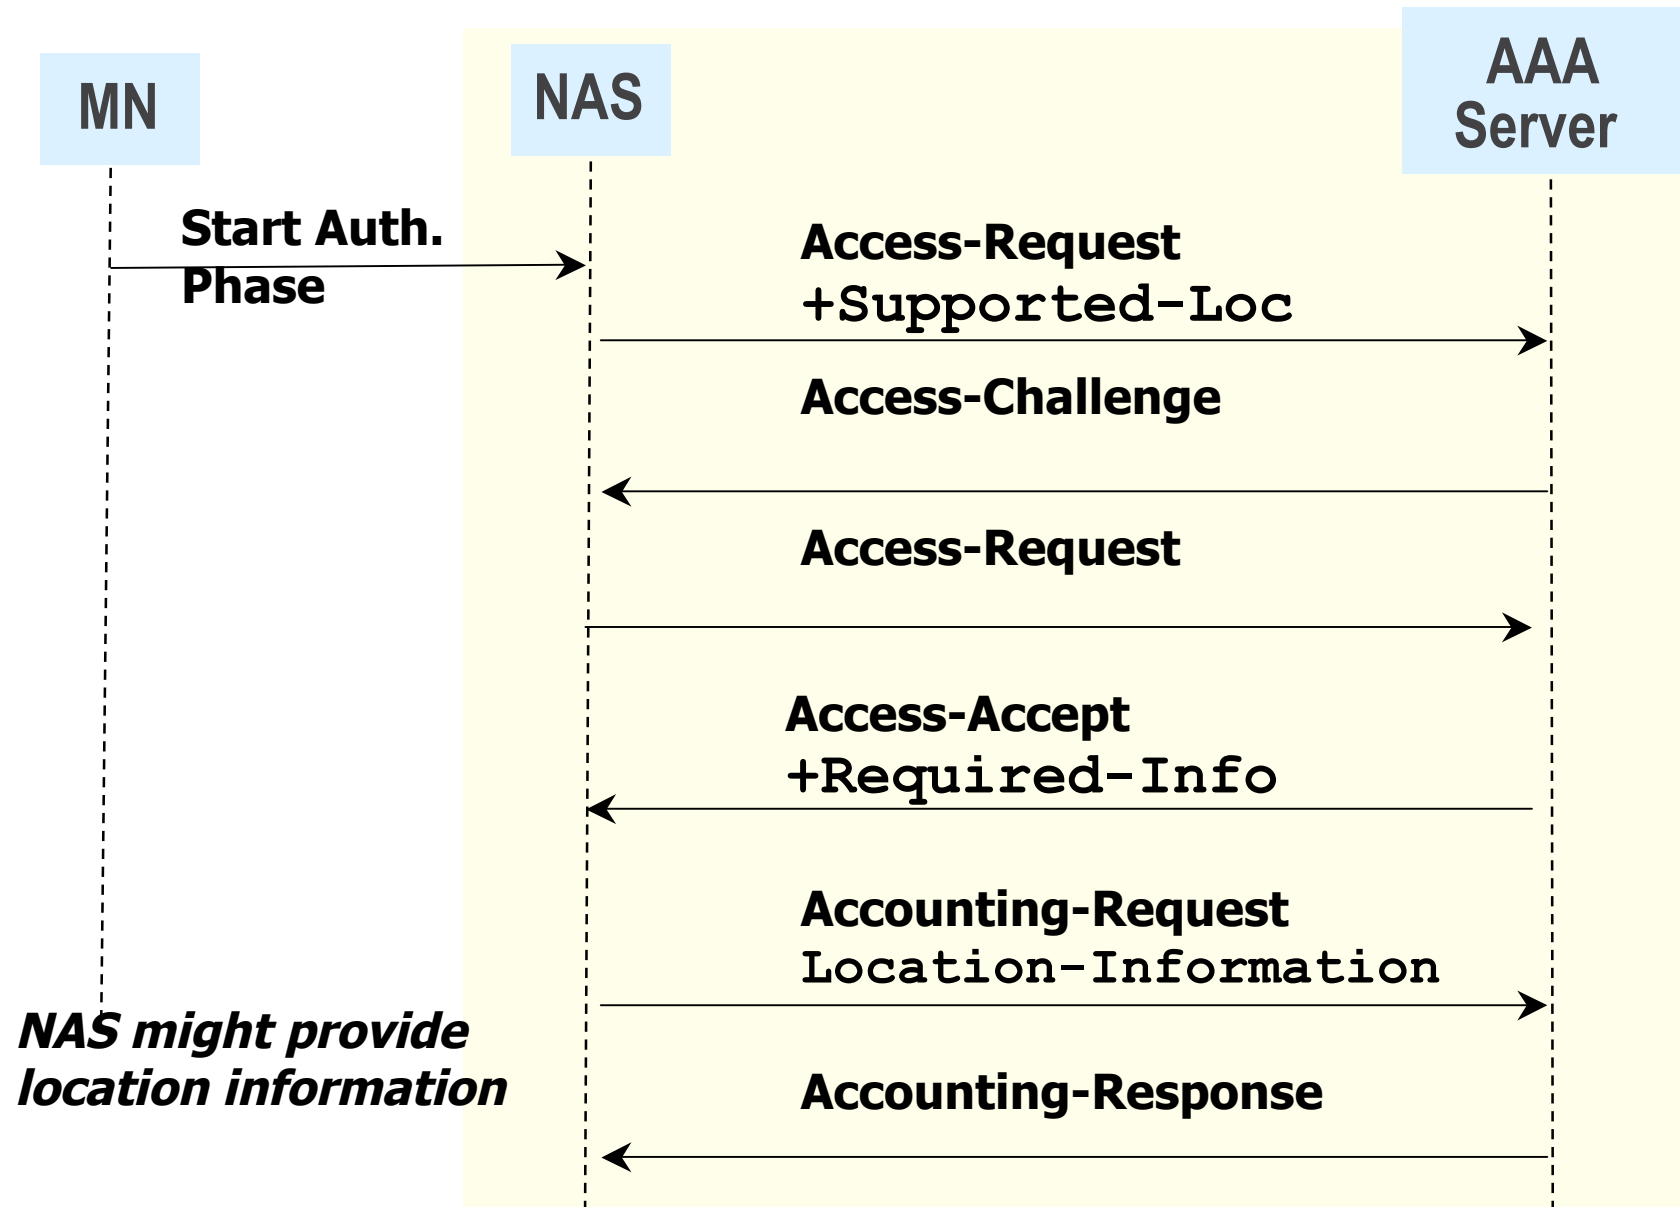 MN
NAS
AAA
Server
Start Auth.
Phase
Access-Request
+Supported-Loc
Access-Challenge
Access-Request
Access-Accept
+Required-Info
Accounting-Request
Location-Information
NAS might provide
location information
Accounting-Response